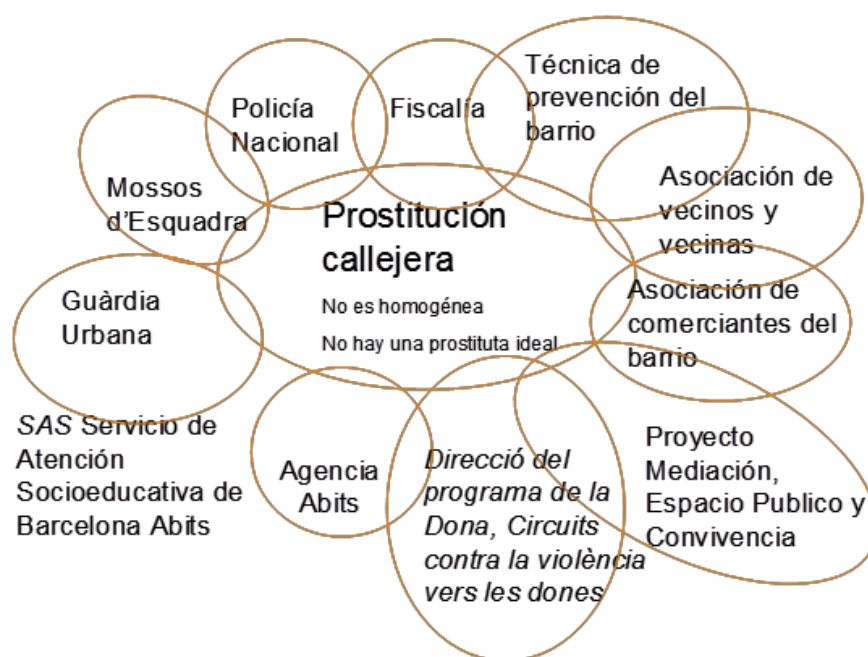 Policía
Nacional
Fiscalía
Técnica de
prevención del
barrio
Mossos
d'Esquadra
Asociación de
vecinos y
vecinas
Prostitución
callejera
No es homogénea
No hay una prostituta ideal
Guàrdia
Urbana
Asociación de
comerciantes del
barrio
SAS Servicio de
Atención
Socioeducativa de
Barcelona Abits
Agencia
Abits
Direcció del
programa de la
Dona, Circuits
contra la violència
vers les dones
Proyecto
Mediación,
Espacio Publico y
Convivencia